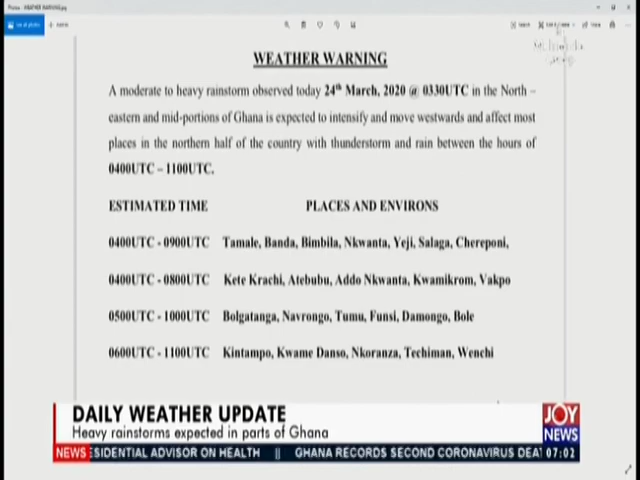 Photos - WEATHER WARNING.jpg
WEATHER WARNING
A moderate to heavy rainstorm observed today 24th March, 2020 @ 0330UTC in the North –
eastern and mid-portions of Ghana is expected to intensify and move westwards and affect most
places in the northern half of the country with thunderstorm and rain between the hours of
0400UTC – 1100UTC.
ESTIMATED TIME PLACES AND ENVIRONS
0400UTC - 0900UTC Tamale, Banda, Bimbila, Nkwanta, Yeji, Salaga, Chereponi,
0400UTC - 0800UTC Kete Krachi, Atebubu, Addo Nkwanta, Kwamikrom, Vakpo
0500UTC - 1000UTC Bolgatanga, Navrongo, Tumu, Funsi, Damongo, Bole
0600UTC - 1100UTC Kintampo, Kwame Danso, Nkoranza, Techiman, Wenchi
DAILY WEATHER UPDATE
Heavy rainstorms expected in parts of Ghana
JOY
NEWS
NEWS ESIDENTIAL ADVISOR ON HEALTH || GHANA RECORDS SECOND CORONAVIRUS DEA 07:02